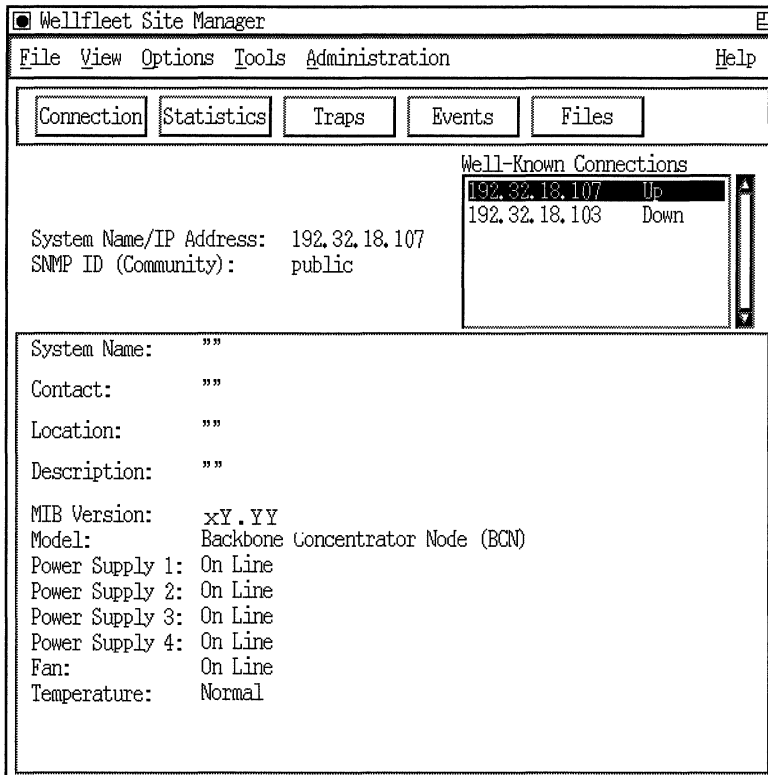 Wellfleet Site Manager
File View Options Tools Administration Help
Connection Statistics Traps Events Files
Well-Known Connections
192.32.18.107 Up
192.32.18.103 Down
System Name/IP Address: 192.32.18.107
SNMP ID (Community): public
System Name: ""
Contact: ""
Location: ""
Description: ""
MIB Version: xY.YY
Model: Backbone Concentrator Node (BCN)
Power Supply 1: On Line
Power Supply 2: On Line
Power Supply 3: On Line
Power Supply 4: On Line
Fan: On Line
Temperature: Normal